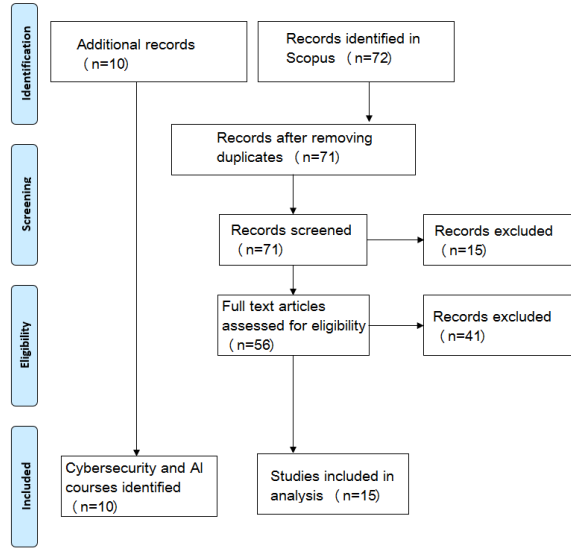 Identification
Additional records
(n=10)
Records identified in
Scopus (n=72)
Records after removing
duplicates (n=71)
Screening
Records screened
(n=71)
Records excluded
(n=15)
Eligibility
Full text articles
assessed for eligibility
(n=56)
Records excluded
(n=41)
Included
Cybersecurity and AI
courses identified
(n=10)
Studies included in
analysis (n=15)